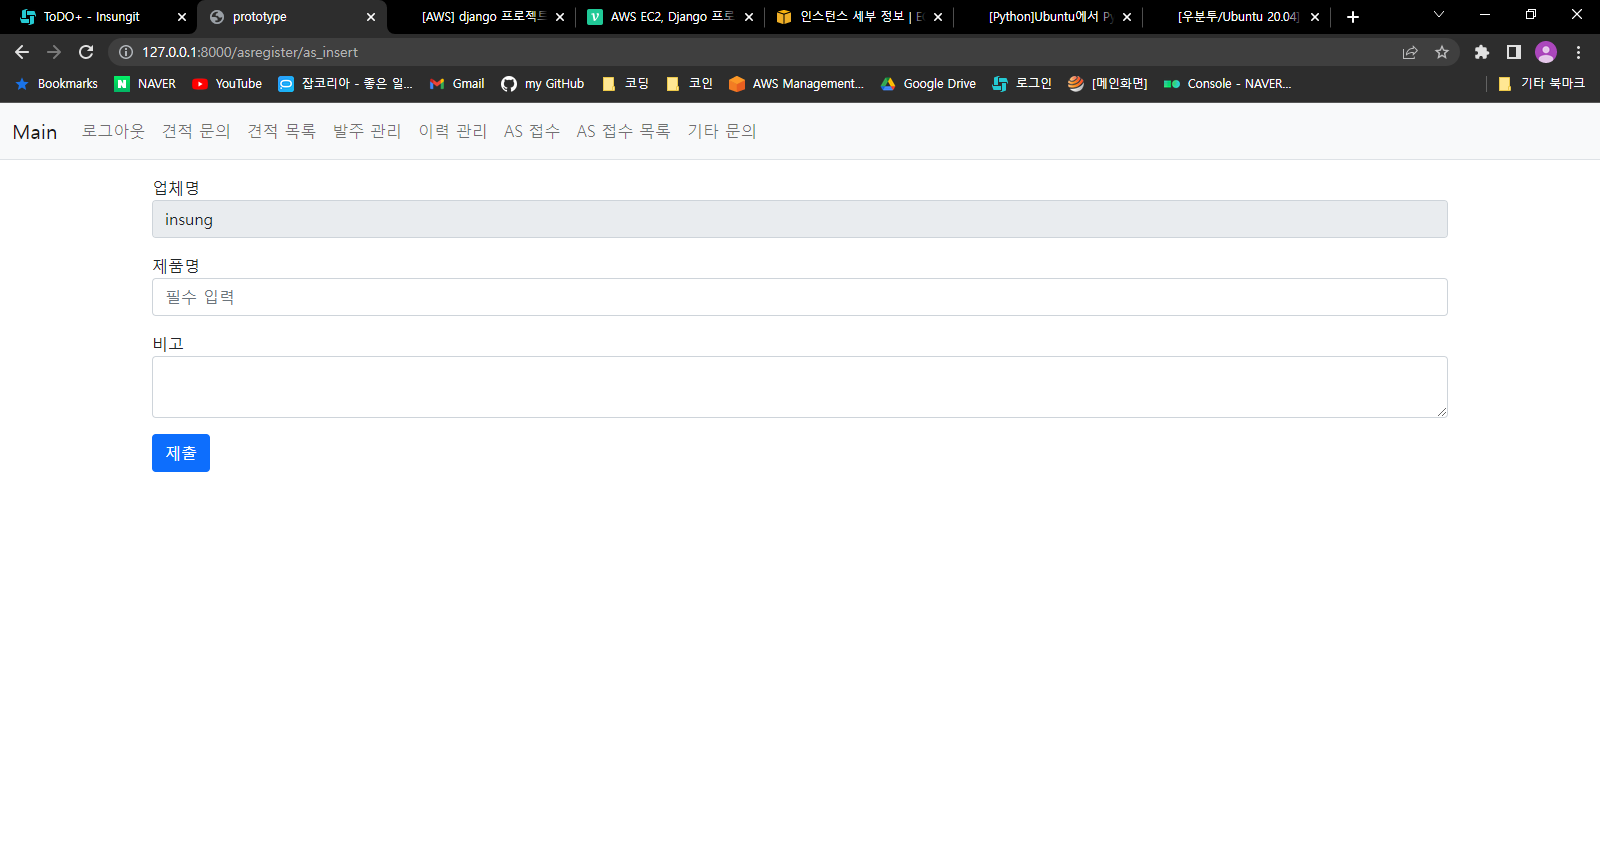 ToDO+ - Insungit
prototype
[AWS] django 프로젝트
AWS EC2, Django 프로
인스턴스 세부 정보 | E
[Python]Ubuntu에서 Py
[우분투/Ubuntu 20.04]
127.0.0.1:8000/asregister/as_insert
Bookmarks
NAVER
YouTube
잡코리아 - 좋은 일...
Gmail
my GitHub
코딩
코인
AWS Management...
Google Drive
로그인
[메인화면]
Console - NAVER...
기타 북마크
Main 로그아웃 견적 문의 견적 목록 발주 관리 이력 관리 AS 접수 AS 접수 목록 기타 문의
업체명
insung
제품명
필수 입력
비고
제출